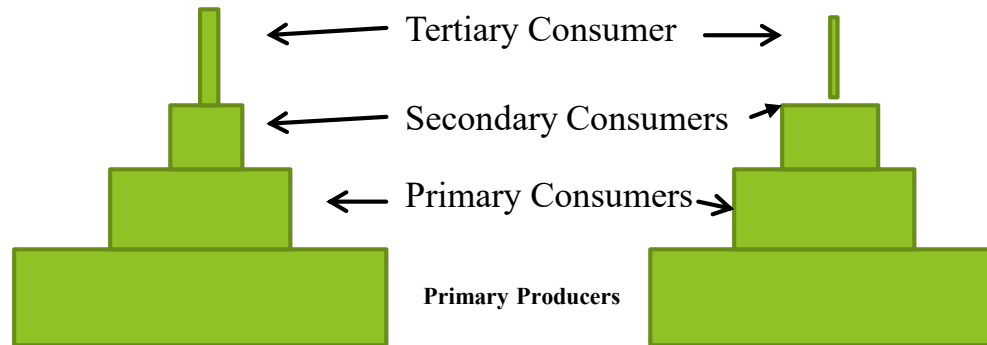 Tertiary Consumer
Secondary Consumers
Primary Consumers
Primary Producers